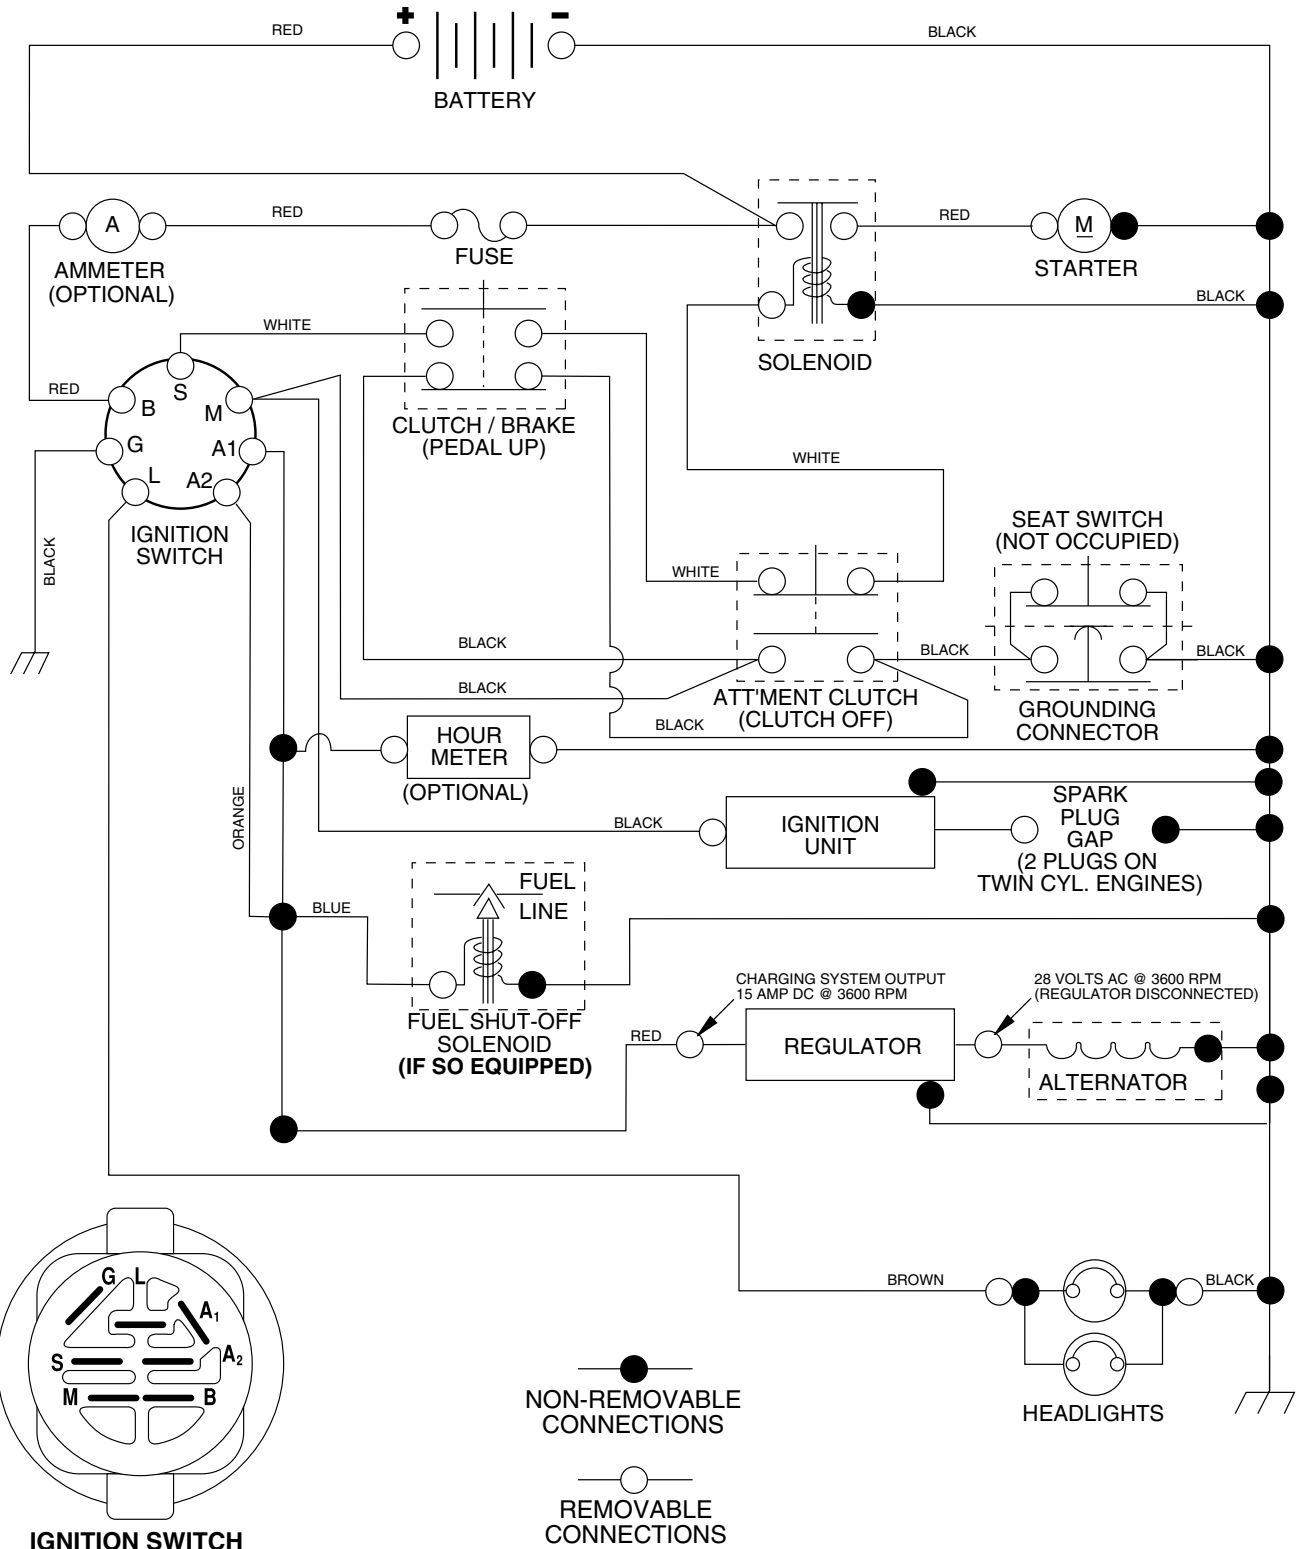 +
-
RED
BLACK
BATTERY
A
RED
FUSE
RED
M
STARTER
AMMETER
(OPTIONAL)
BLACK
WHITE
SOLENOID
RED
S
B
M
G
A1
L
A2
CLUTCH / BRAKE
(PEDAL UP)
WHITE
IGNITION
SWITCH
BLACK
SEAT SWITCH
(NOT OCCUPIED)
WHITE
BLACK
BLACK
BLACK
BLACK
ATT'MENT CLUTCH
(CLUTCH OFF)
BLACK
GROUNDING
CONNECTOR
HOUR
METER
(OPTIONAL)
ORANGE
BLACK
IGNITION
UNIT
SPARK
PLUG
GAP
(2 PLUGS ON
TWIN CYL. ENGINES)
FUEL
LINE
BLUE
FUEL SHUT-OFF
SOLENOID
(IF SO EQUIPPED)
CHARGING SYSTEM OUTPUT
15 AMP DC @ 3600 RPM
28 VOLTS AC @ 3600 RPM
(REGULATOR DISCONNECTED)
RED
REGULATOR
ALTERNATOR
BROWN
BLACK
HEADLIGHTS
G
L
A1
S
A2
M
B
IGNITION SWITCH
NON-REMOVABLE
CONNECTIONS
REMOVABLE
CONNECTIONS